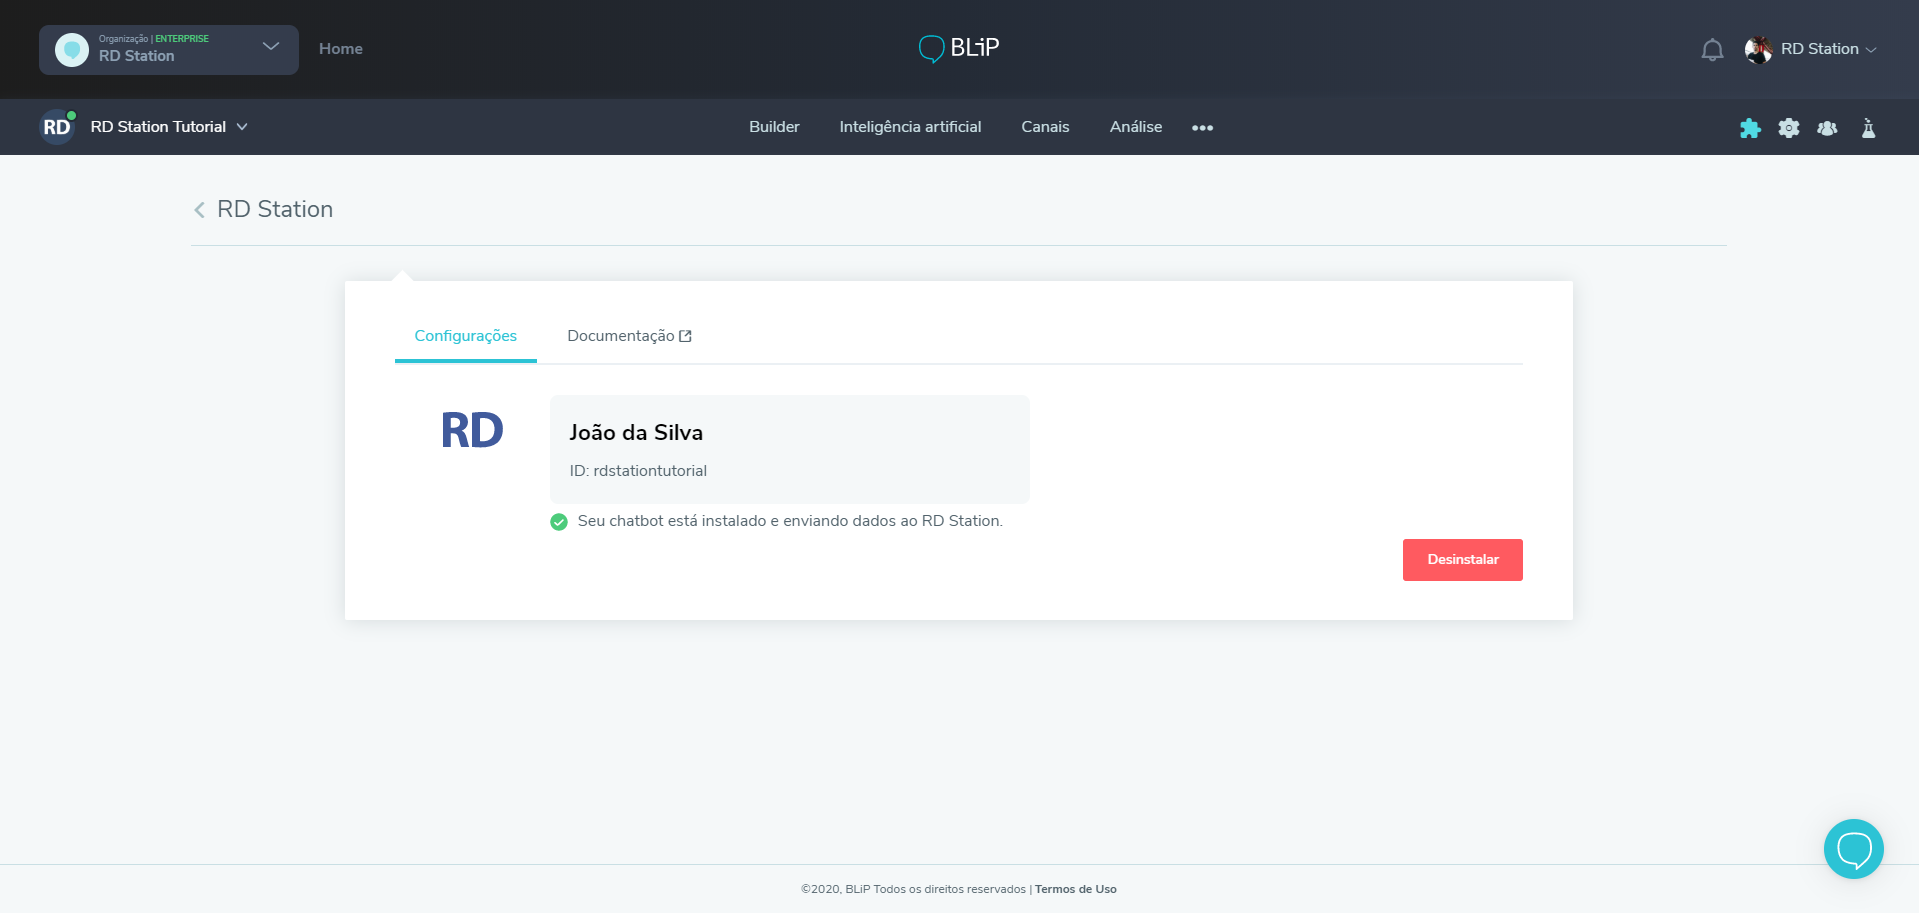 Organização | ENTERPRISE
RD Station
Home
BLiP
RD Station
RD
RD Station Tutorial
Builder
Inteligência artificial
Canais
Análise
RD Station
Configurações
Documentação
RD
João da Silva
ID: rdstationtutorial
Seu chatbot está instalado e enviando dados ao RD Station.
Desinstalar
©2020, BLiP Todos os direitos reservados | Termos de Uso